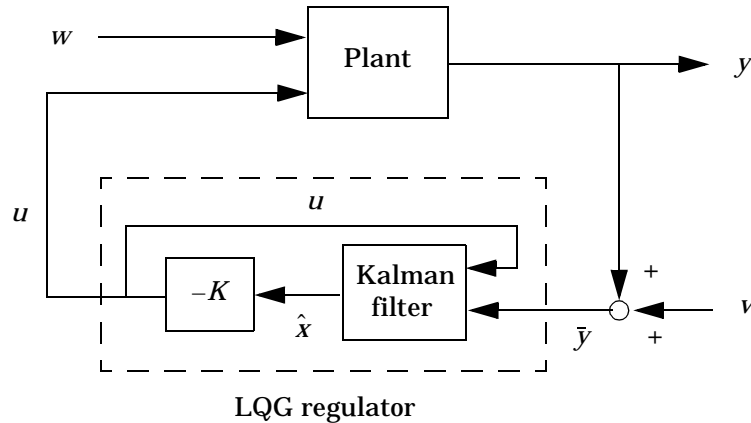 w
Plant
y
u
u
Kalman
filter
–K
x̂
+
ȳ
+
v
LQG regulator